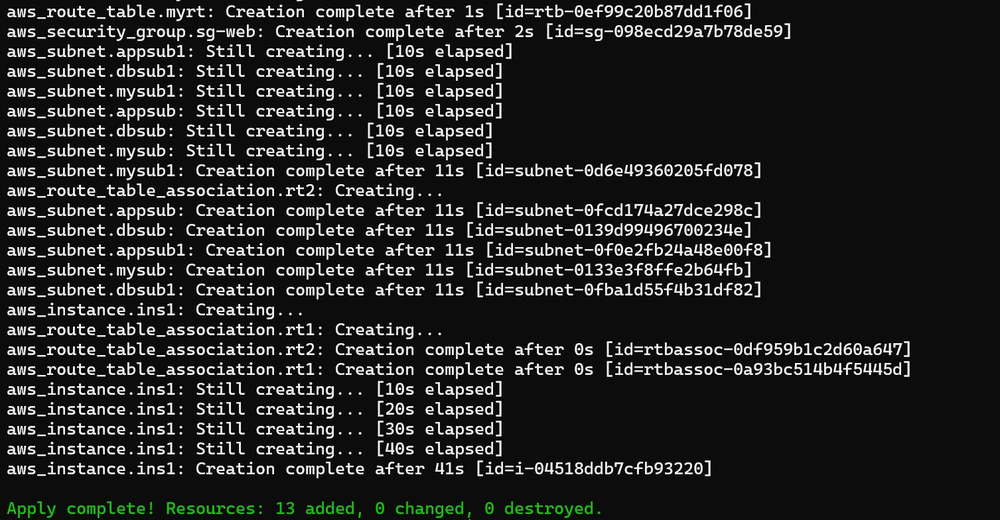 aws_route_table.myrt: Creation complete after 1s [id=rtb-0ef99c20b87dd1f06]
aws_security_group.sg-web: Creation complete after 2s [id=sg-098ecd29a7b78de59]
aws_subnet.appsub1: Still creating... [10s elapsed]
aws_subnet.dbsub1: Still creating... [10s elapsed]
aws_subnet.mysub1: Still creating... [10s elapsed]
aws_subnet.appsub: Still creating... [10s elapsed]
aws_subnet.dbsub: Still creating... [10s elapsed]
aws_subnet.mysub: Still creating... [10s elapsed]
aws_subnet.mysub1: Creation complete after 11s [id=subnet-0d6e49360205fd078]
aws_route_table_association.rt2: Creating...
aws_subnet.appsub: Creation complete after 11s [id=subnet-0fcd174a27dce298c]
aws_subnet.dbsub: Creation complete after 11s [id=subnet-0139d99496700234e]
aws_subnet.appsub1: Creation complete after 11s [id=subnet-0f0e2fb24a48e00f8]
aws_subnet.mysub: Creation complete after 11s [id=subnet-0133e3f8ffe2b64fb]
aws_subnet.dbsub1: Creation complete after 11s [id=subnet-0fba1d55f4b31df82]
aws_instance.ins1: Creating...
aws_route_table_association.rt1: Creating...
aws_route_table_association.rt2: Creation complete after 0s [id=rtbassoc-0df959b1c2d60a647]
aws_route_table_association.rt1: Creation complete after 0s [id=rtbassoc-0a93bc514b4f5445d]
aws_instance.ins1: Still creating... [10s elapsed]
aws_instance.ins1: Still creating... [20s elapsed]
aws_instance.ins1: Still creating... [30s elapsed]
aws_instance.ins1: Still creating... [40s elapsed]
aws_instance.ins1: Creation complete after 41s [id=i-04518ddb7cfb93220]
Apply complete! Resources: 13 added, 0 changed, 0 destroyed.